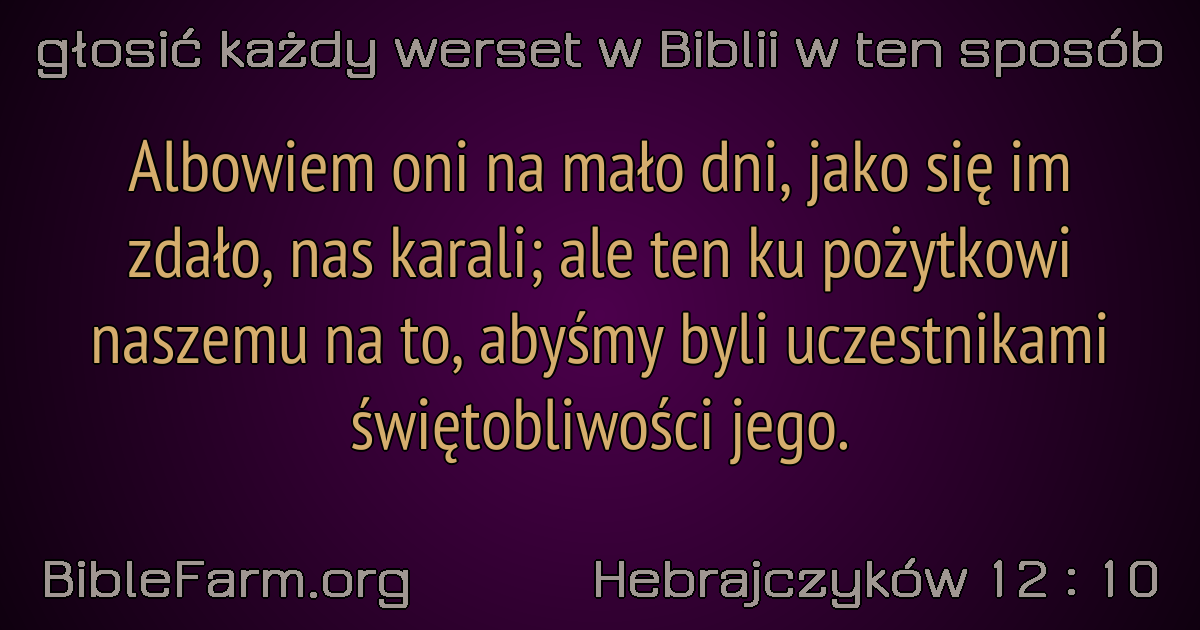 głosić każdy werset w Biblii w ten sposób
Albowiem oni na mało dni, jako się im
zdało, nas karali; ale ten ku pożytkowi
naszemu na to, abyśmy byli uczestnikami
świętobliwości jego.
BibleFarm.org
Hebrajczyków 12 : 10